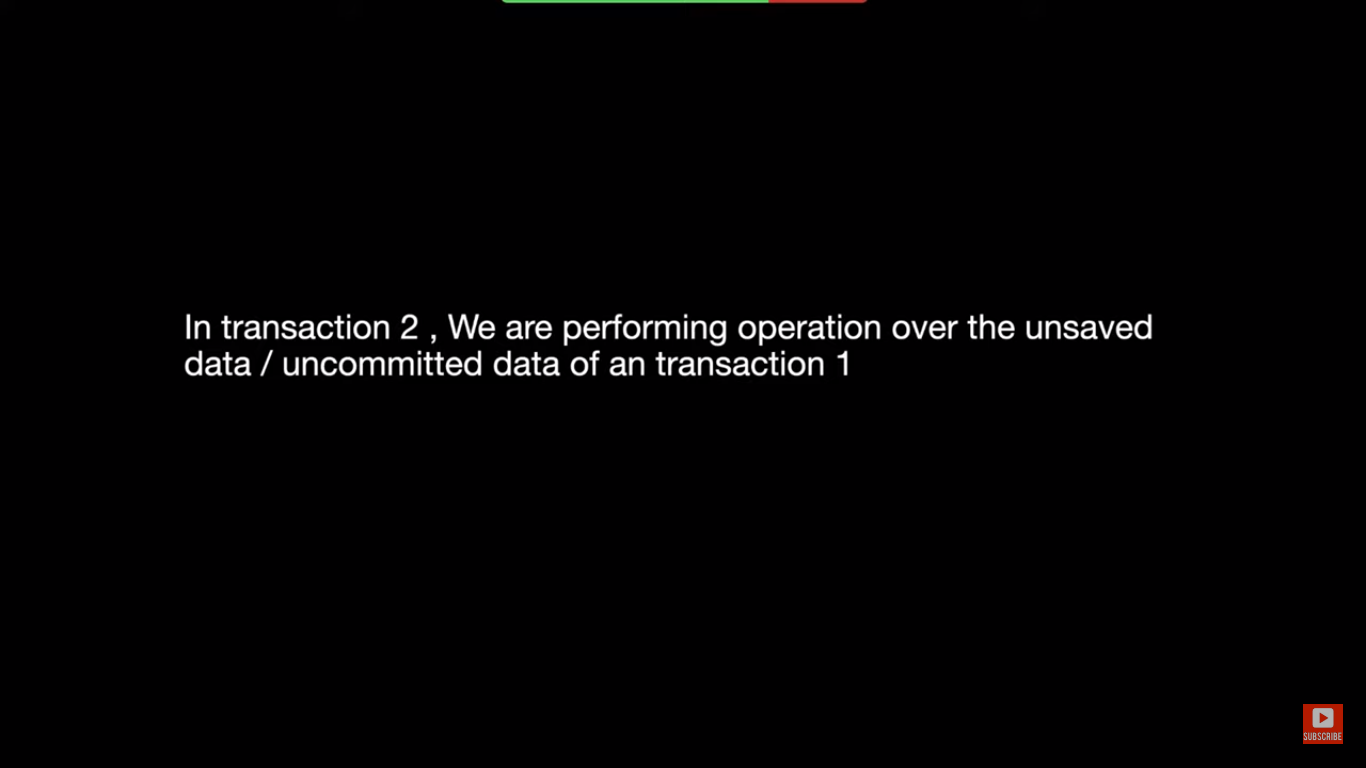 In transaction 2 , We are performing operation over the unsaved
data / uncommitted data of an transaction 1
SUBSCRIBE